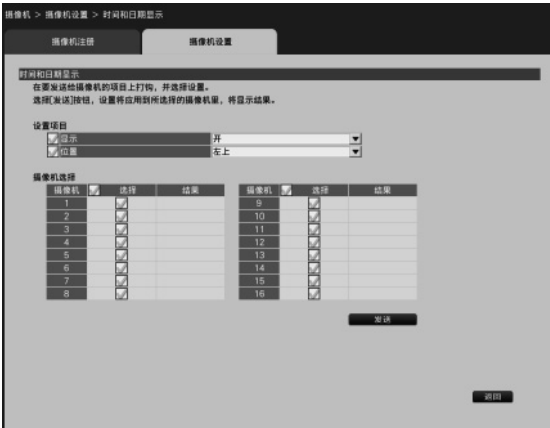 摄像机 > 摄像机设置 > 时间和日期显示
摄像机注册 摄像机设置
时间和日期显示
在要发送给摄像机的项目上打钩，并选择设置。
选择[发送]按钮，设置将应用到所选择的摄像机里，将显示结果。
设置项目
显示 开
位置 左上
摄像机选择
摄像机 选择 结果 摄像机 选择 结果
1 9
2 10
3 11
4 12
5 13
6 14
7 15
8 16
发送
返回